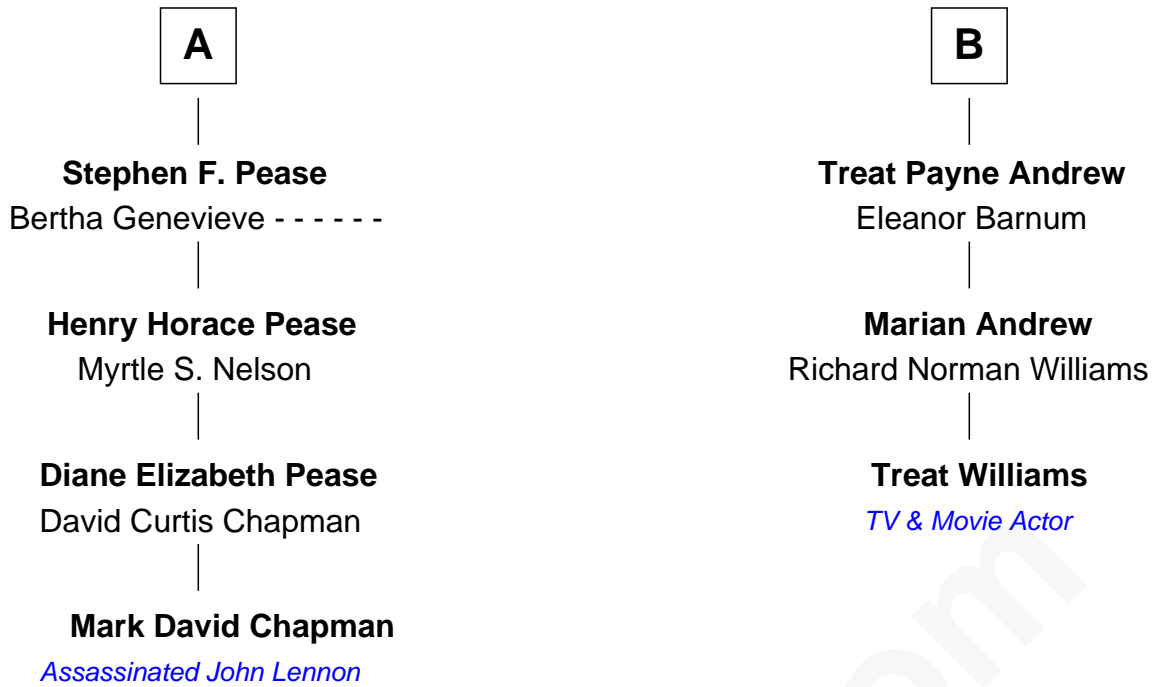 A
Stephen F. Pease
Bertha Genevieve - - - - - -
Henry Horace Pease
Myrtle S. Nelson
Diane Elizabeth Pease
David Curtis Chapman
Mark David Chapman
Assassinated John Lennon
B
Treat Payne Andrew
Eleanor Barnum
Marian Andrew
Richard Norman Williams
Treat Williams
TV & Movie Actor
om